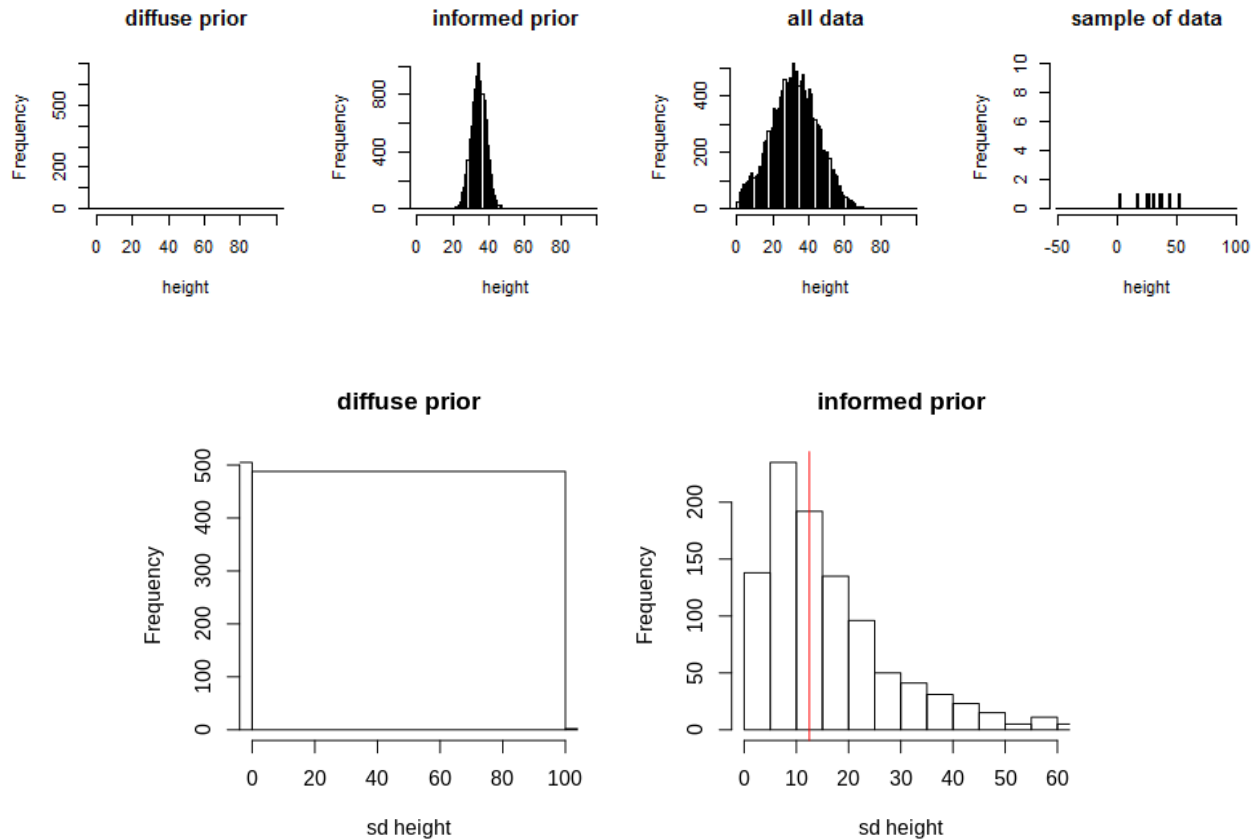 diffuse prior
Frequency
0
200
500
0 20 40 60 80
height
informed prior
Frequency
0
400
800
0 20 40 60 80
height
all data
Frequency
0
200
400
0 20 40 60 80
height
sample of data
Frequency
0
2
4
6
8
10
-50 0 50 100
height
diffuse prior
Frequency
0
100
200
300
400
500
0 20 40 60 80 100
sd height
informed prior
Frequency
0
50
100
150
200
0 10 20 30 40 50 60
sd height